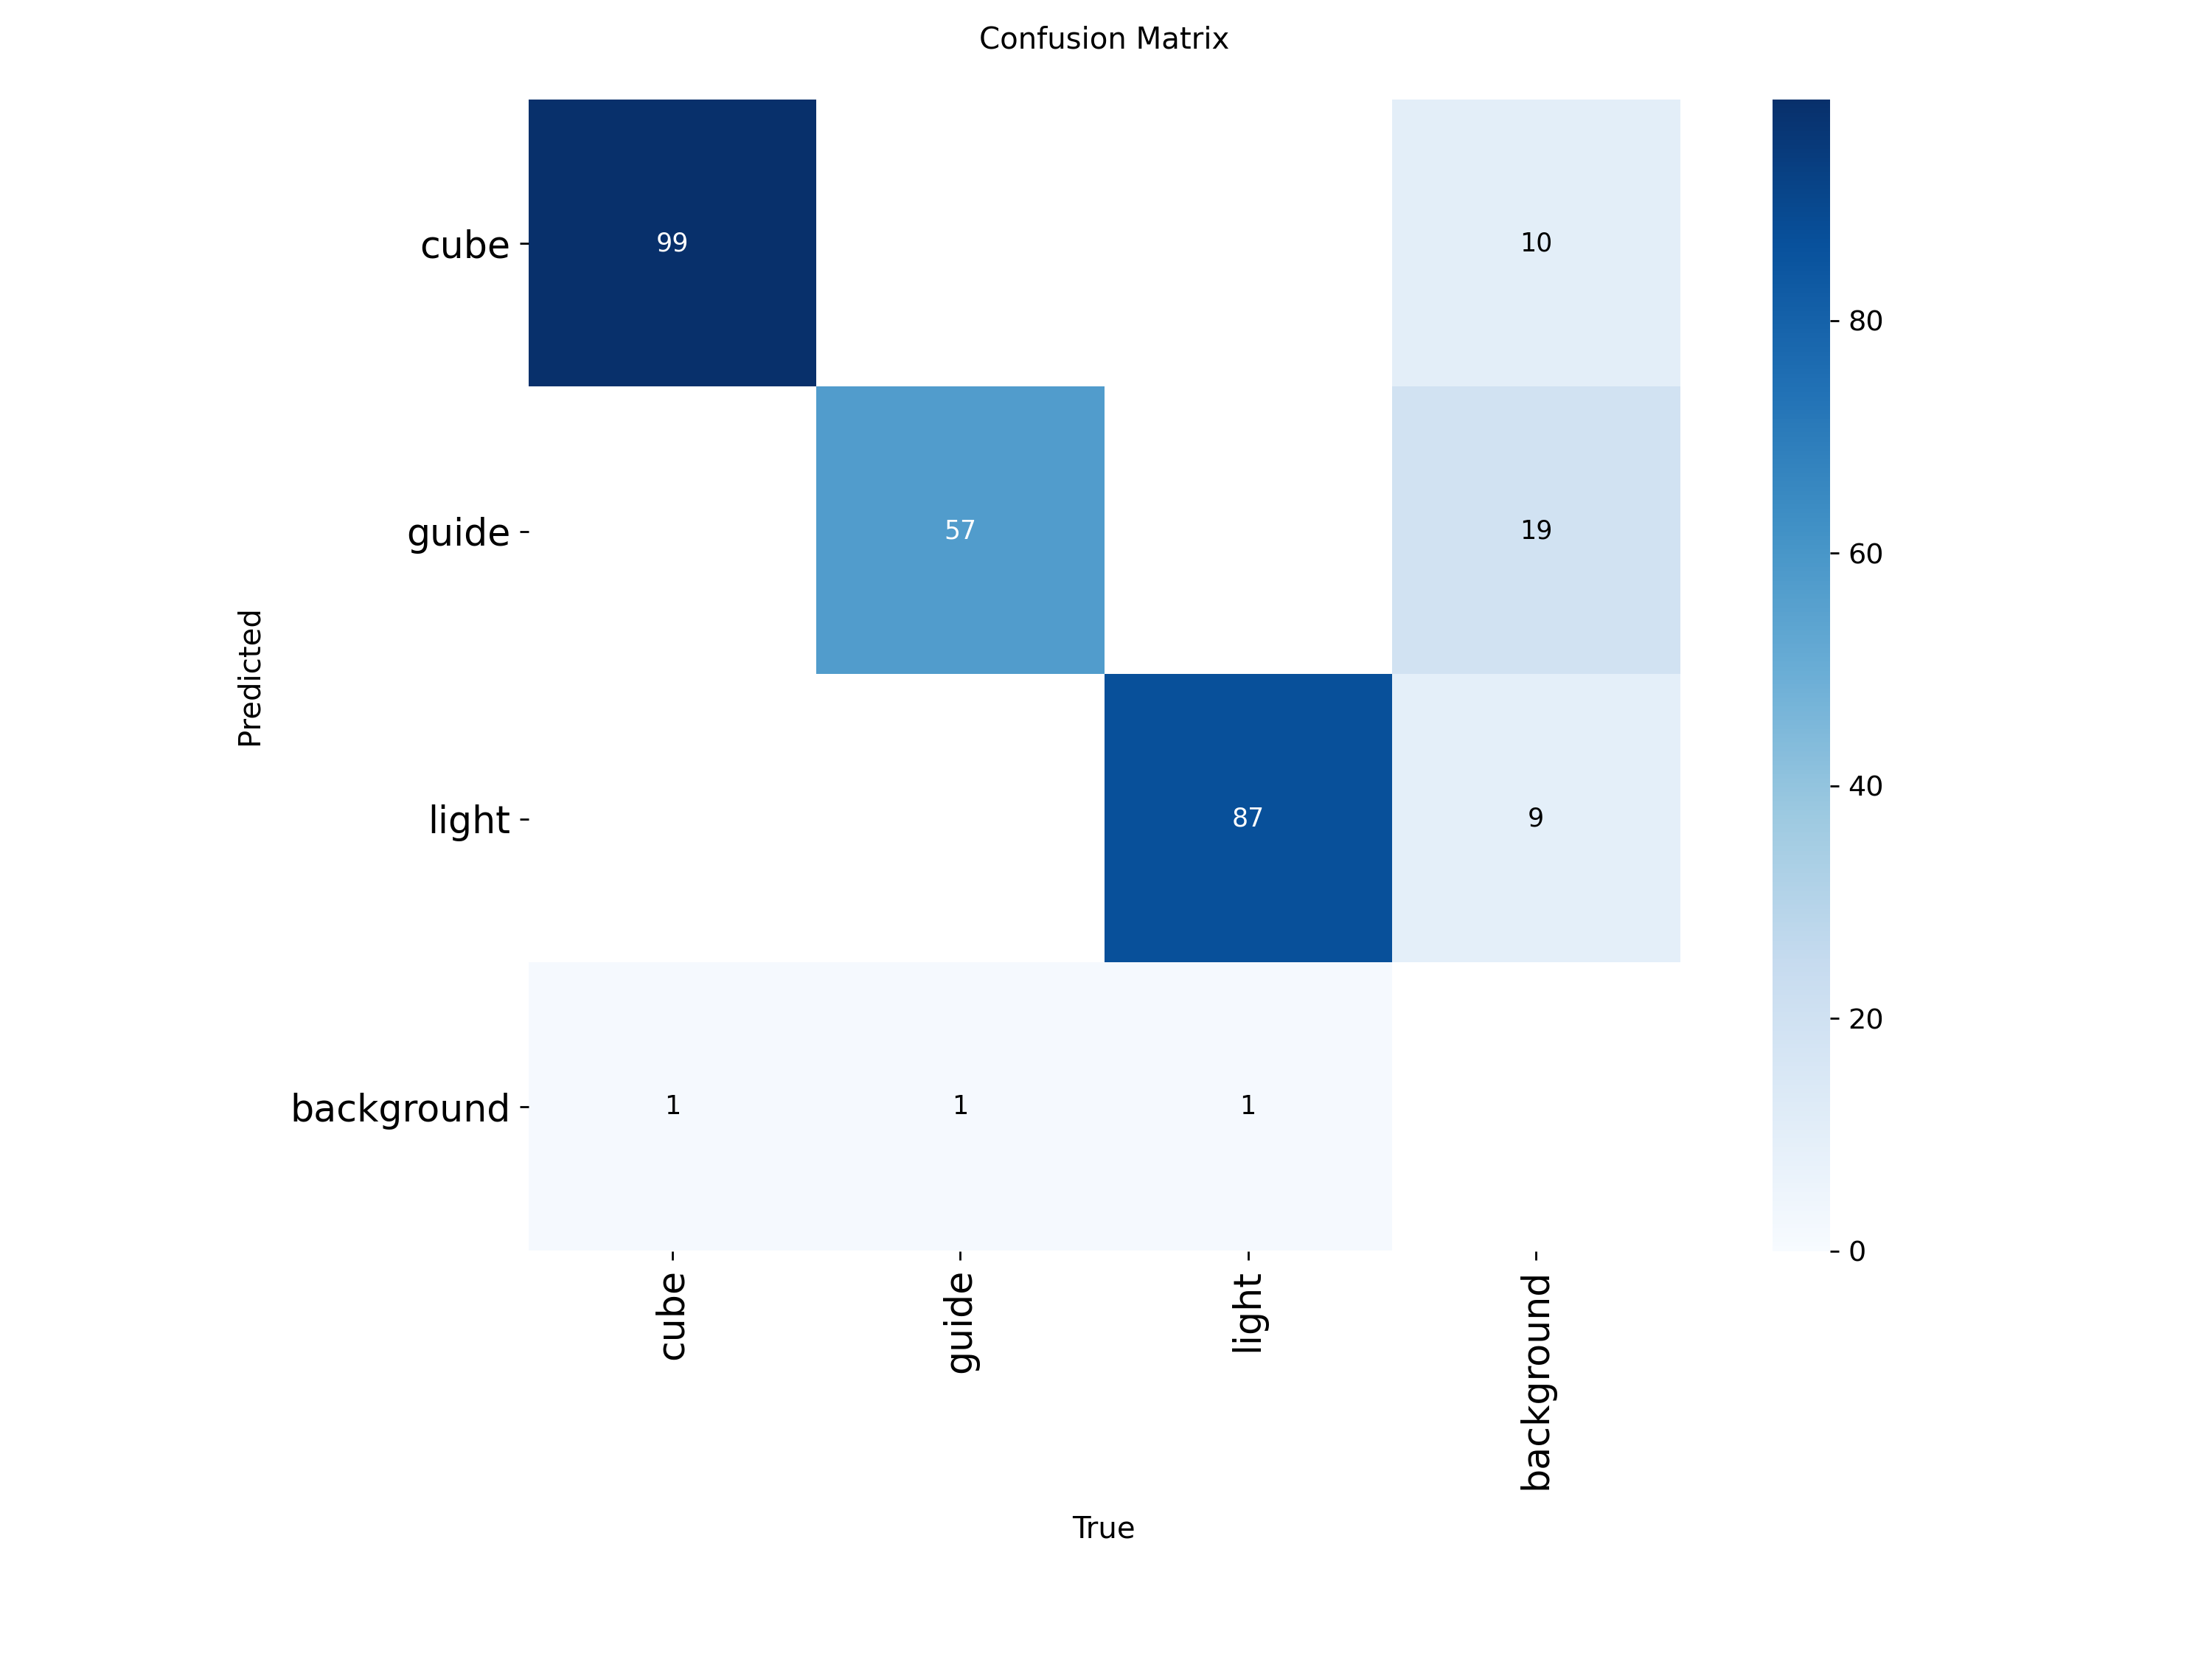 Confusion Matrix
cube
99
10
80
guide
57
19
60
Predicted
light
87
9
40
background
1
1
1
20
0
cube
guide
light
background
True